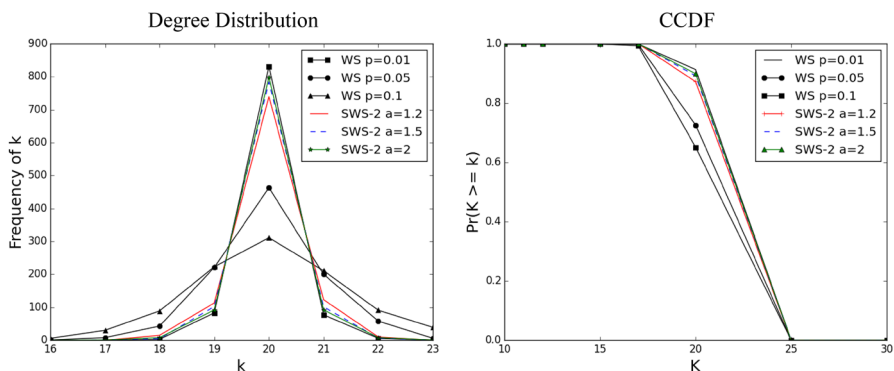 Degree Distribution
900
800
700
600
500
400
300
200
100
0
Frequency of k
16 17 18 19 20 21 22 23
k
WS p=0.01
WS p=0.05
WS p=0.1
SWS-2 a=1.2
SWS-2 a=1.5
SWS-2 a=2
CCDF
1.0
0.8
0.6
0.4
0.2
0.0
Pr(K >= k)
10 15 20 25 30
K
WS p=0.01
WS p=0.05
WS p=0.1
SWS-2 a=1.2
SWS-2 a=1.5
SWS-2 a=2